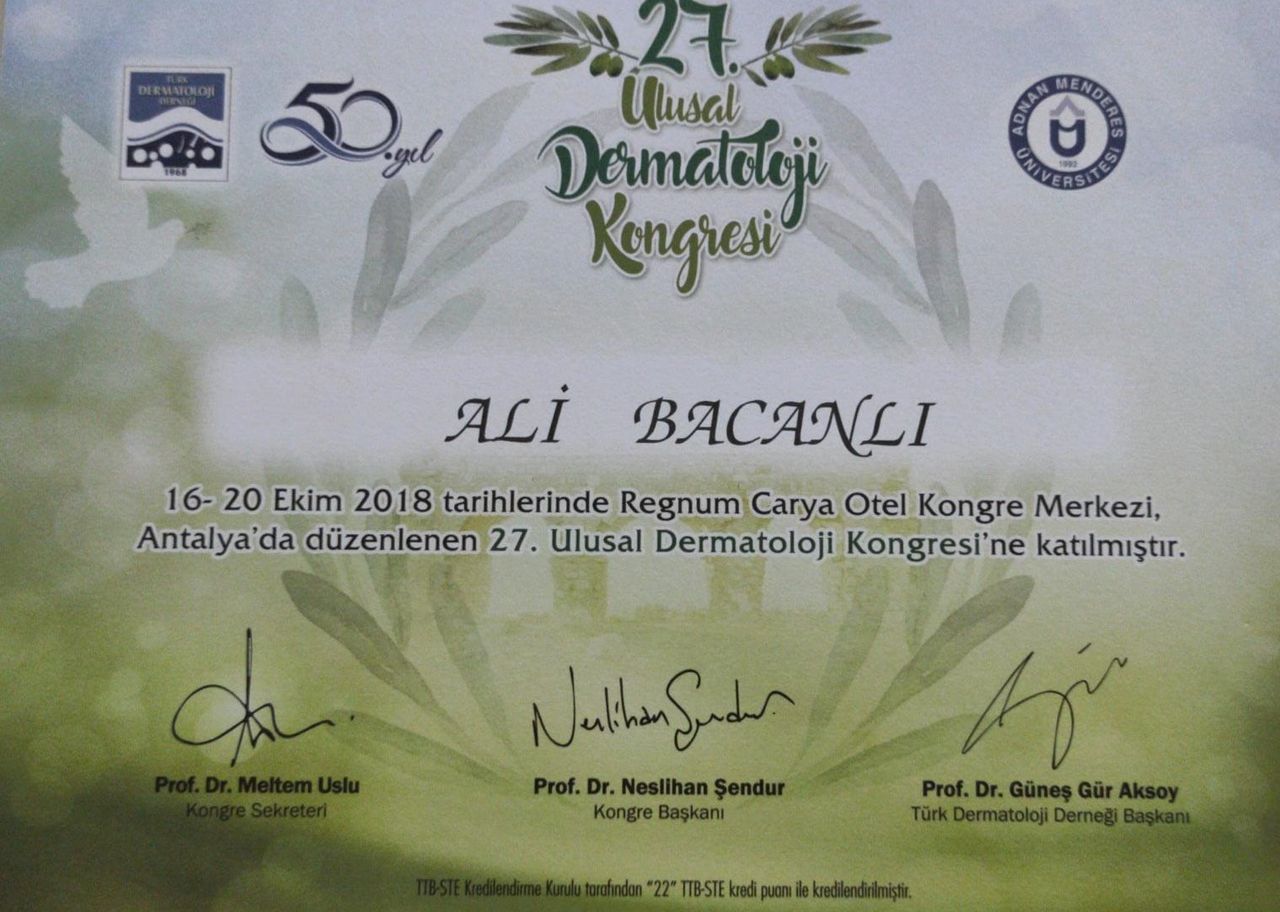 27.
Ulusal
Dermatoloji
Kongresi
TÜRK
DERMATOLOJİ
DERNEĞİ
1968
50.yıl
ADNAN MENDERES
ÜNİVERSİTESİ
1992
ALİ BACANLI
16- 20 Ekim 2018 tarihlerinde Regnum Carya Otel Kongre Merkezi,
Antalya'da düzenlenen 27. Ulusal Dermatoloji Kongresi'ne katılmıştır.
Neslihan Şendur
Prof. Dr. Meltem Uslu
Kongre Sekreteri
Prof. Dr. Neslihan Şendur
Kongre Başkanı
Prof. Dr. Güneş Gür Aksoy
Türk Dermatoloji Derneği Başkanı
TTB-STE Kredilendirme Kurulu tarafından "22" TTB-STE kredi puanı ile kredilendirilmiştir.